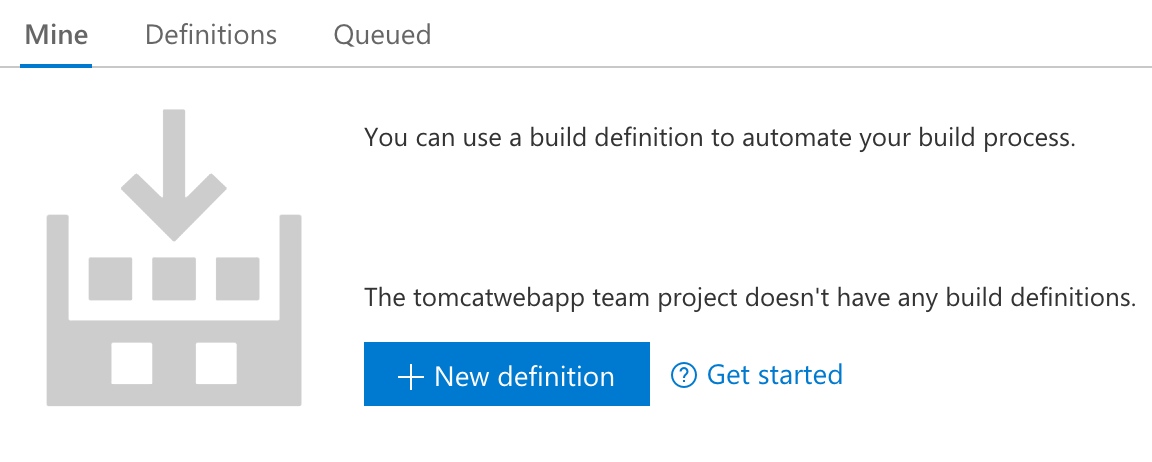 Mine Definitions Queued
You can use a build definition to automate your build process.
The tomcatwebapp team project doesn't have any build definitions.
+ New definition ? Get started